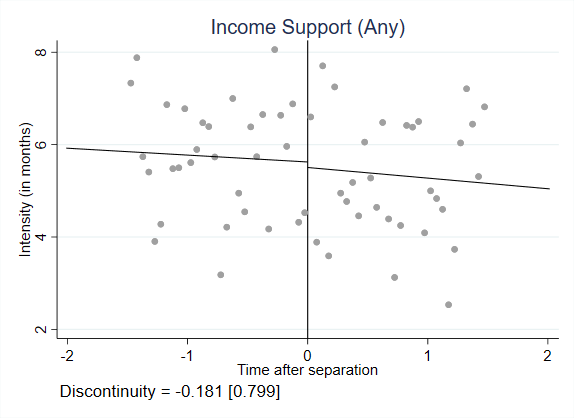 Income Support (Any)
Intensity (in months)
8
6
4
2
-2 -1 0 1 2
Time after separation
Discontinuity = -0.181 [0.799]